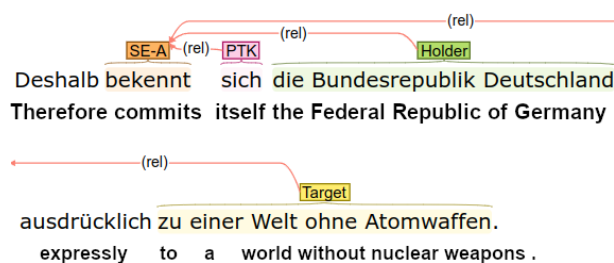 (rel)
SE-A (rel) PTK (rel) Holder
Deshalb bekennt sich die Bundesrepublik Deutschland
Therefore commits itself the Federal Republic of Germany
(rel)
Target
ausdrücklich zu einer Welt ohne Atomwaffen.
expressly to a world without nuclear weapons .